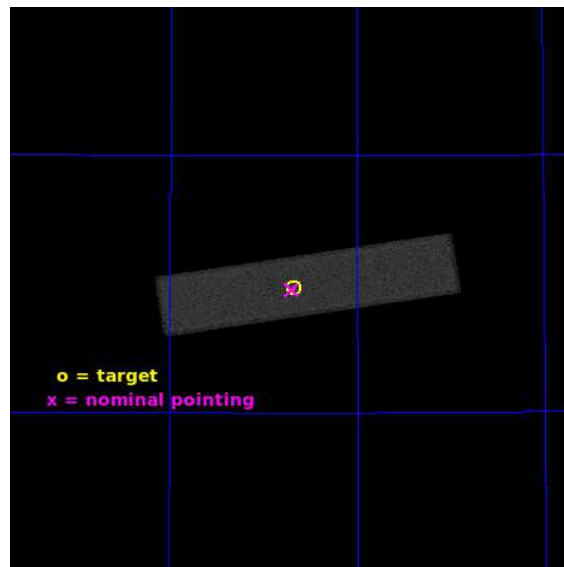 o = target
x = nominal pointing